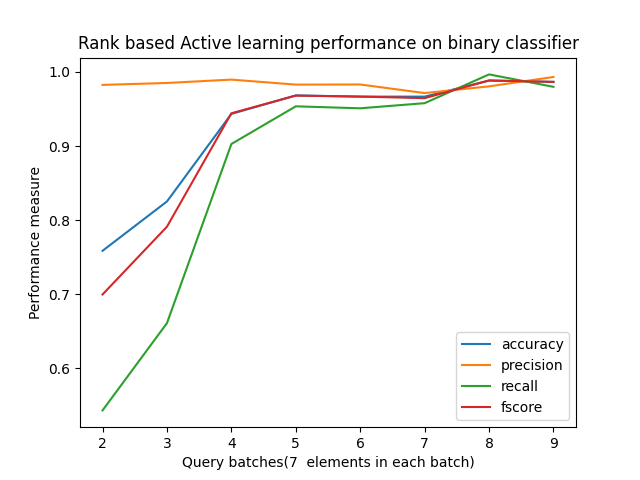 Rank based Active learning performance on binary classifier
Performance measure
1.0
0.9
0.8
0.7
0.6
accuracy
precision
recall
fscore
2 3 4 5 6 7 8 9
Query batches(7  elements in each batch)